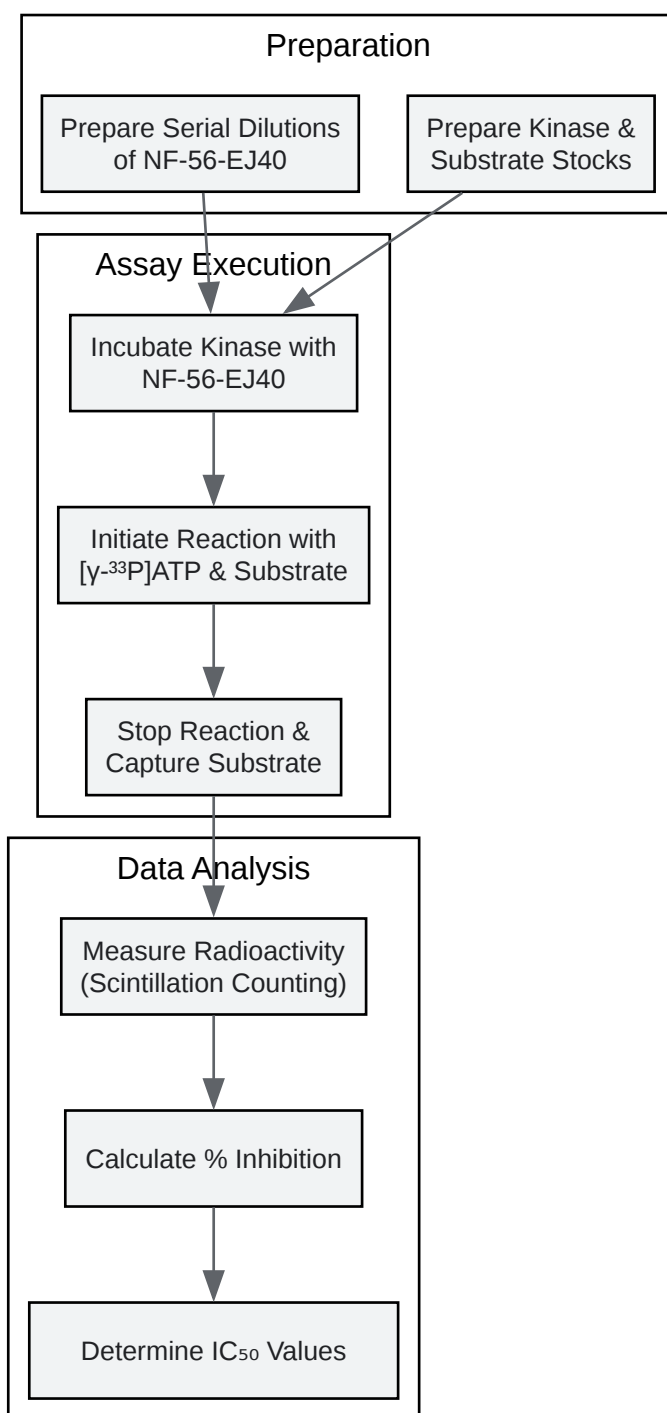 Preparation
Prepare Serial Dilutions
of NF-56-EJ40
Prepare Kinase &
Substrate Stocks
Assay Execution
Incubate Kinase with
NF-56-EJ40
Initiate Reaction with
[γ-³³P]ATP & Substrate
Stop Reaction &
Capture Substrate
Data Analysis
Measure Radioactivity
(Scintillation Counting)
Calculate % Inhibition
Determine IC₅₀ Values